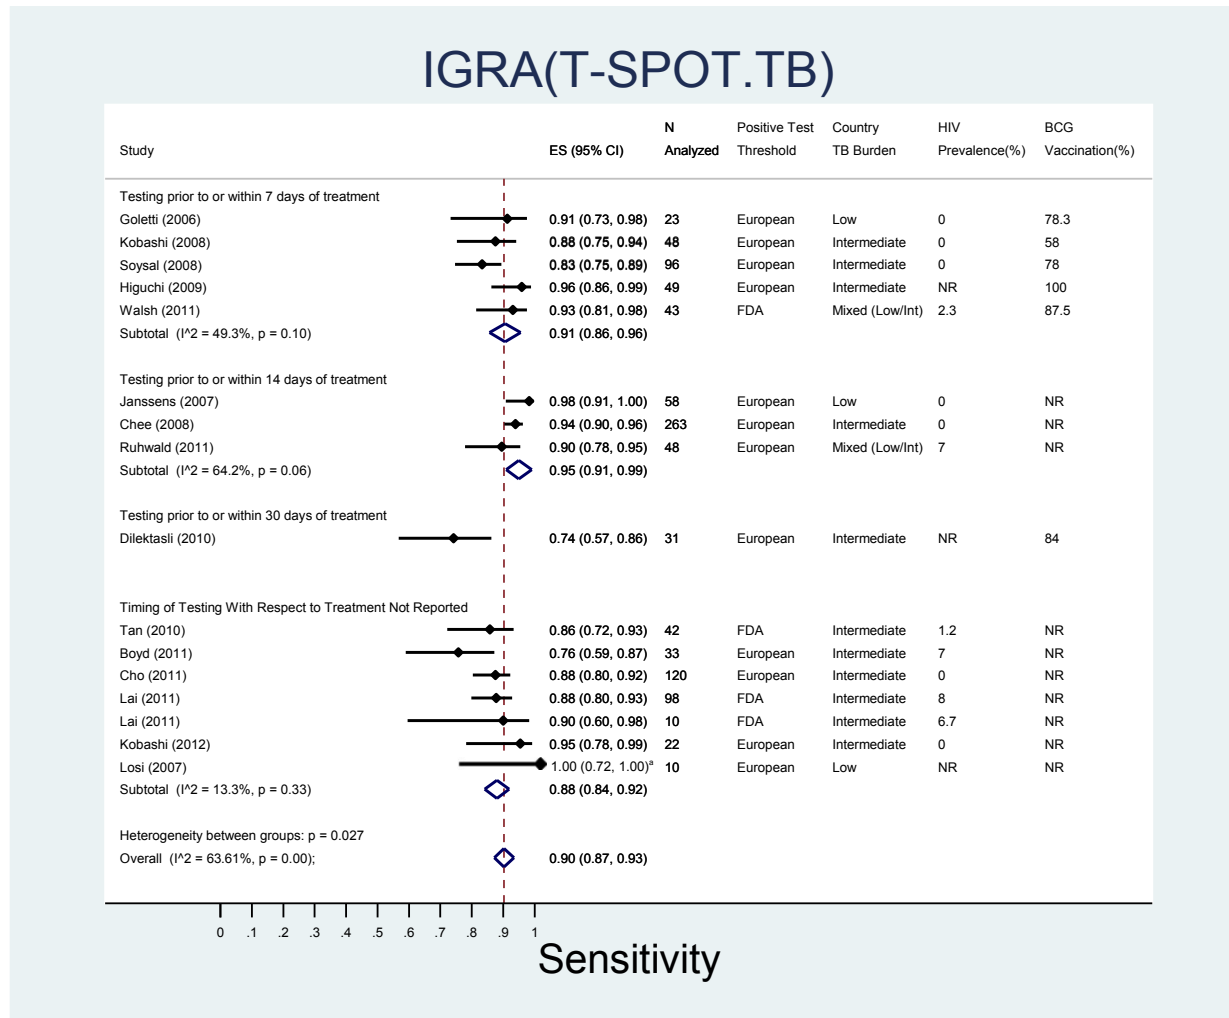 IGRA(T-SPOT.TB)
N Positive Test Country HIV BCG
Study ES (95% CI) Analyzed Threshold TB Burden Prevalence(%) Vaccination(%)
Testing prior to or within 7 days of treatment
Goletti (2006) 0.91 (0.73, 0.98) 23 European Low 0 78.3
Kobashi (2008) 0.88 (0.75, 0.94) 48 European Intermediate 0 58
Soysal (2008) 0.83 (0.75, 0.89) 96 European Intermediate 0 78
Higuchi (2009) 0.96 (0.86, 0.99) 49 European Intermediate NR 100
Walsh (2011) 0.93 (0.81, 0.98) 43 FDA Mixed (Low/Int) 2.3 87.5
Subtotal (I^2 = 49.3%, p = 0.10) 0.91 (0.86, 0.96)
Testing prior to or within 14 days of treatment
Janssens (2007) 0.98 (0.91, 1.00) 58 European Low 0 NR
Chee (2008) 0.94 (0.90, 0.96) 263 European Intermediate 0 NR
Ruhwald (2011) 0.90 (0.78, 0.95) 48 European Mixed (Low/Int) 7 NR
Subtotal (I^2 = 64.2%, p = 0.06) 0.95 (0.91, 0.99)
Testing prior to or within 30 days of treatment
Dilektasli (2010) 0.74 (0.57, 0.86) 31 European Intermediate NR 84
Timing of Testing With Respect to Treatment Not Reported
Tan (2010) 0.86 (0.72, 0.93) 42 FDA Intermediate 1.2 NR
Boyd (2011) 0.76 (0.59, 0.87) 33 European Intermediate 7 NR
Cho (2011) 0.88 (0.80, 0.92) 120 European Intermediate 0 NR
Lai (2011) 0.88 (0.80, 0.93) 98 FDA Intermediate 8 NR
Lai (2011) 0.90 (0.60, 0.98) 10 FDA Intermediate 6.7 NR
Kobashi (2012) 0.95 (0.78, 0.99) 22 European Intermediate 0 NR
Losi (2007) 1.00 (0.72, 1.00)ª 10 European Low NR NR
Subtotal (I^2 = 13.3%, p = 0.33) 0.88 (0.84, 0.92)
Heterogeneity between groups: p = 0.027
Overall (I^2 = 63.61%, p = 0.00); 0.90 (0.87, 0.93)
0 .1 .2 .3 .4 .5 .6 .7 .8 .9 1
Sensitivity